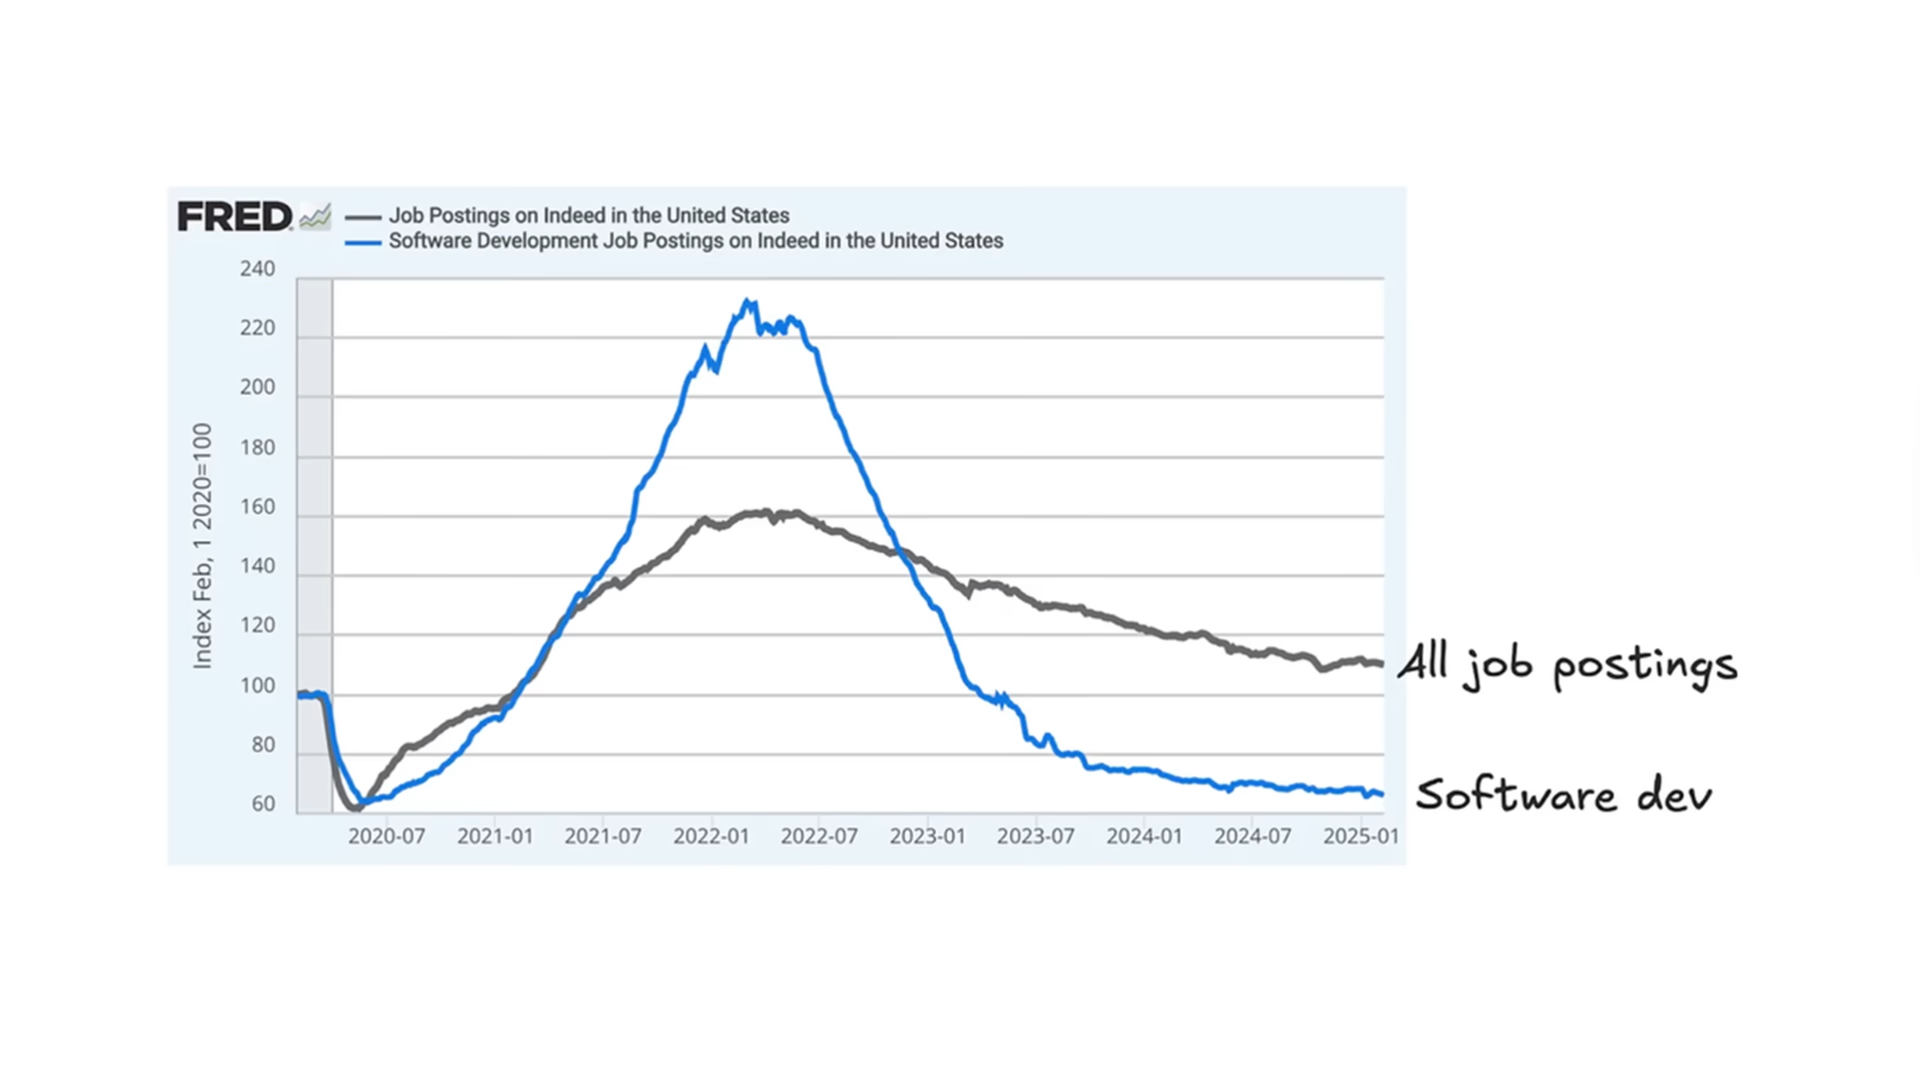 FRED
Job Postings on Indeed in the United States
Software Development Job Postings on Indeed in the United States
Index Feb, 1 2020=100
240
220
200
180
160
140
120
100
80
60
2020-07 2021-01 2021-07 2022-01 2022-07 2023-01 2023-07 2024-01 2024-07 2025-01
All job postings
Software dev